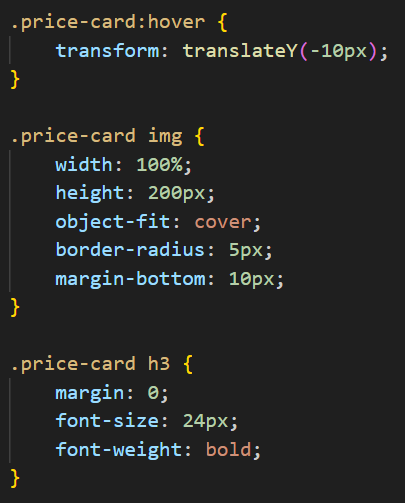 .price-card:hover {
    transform: translateY(-10px);
}

.price-card img {
    width: 100%;
    height: 200px;
    object-fit: cover;
    border-radius: 5px;
    margin-bottom: 10px;
}

.price-card h3 {
    margin: 0;
    font-size: 24px;
    font-weight: bold;
}